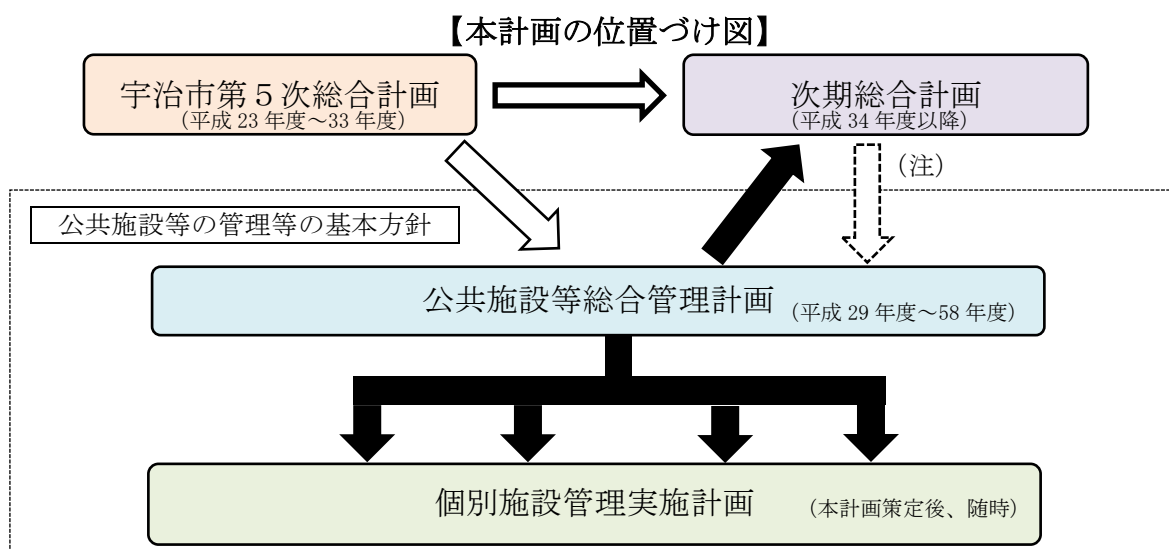 【本計画の位置づけ図】
宇治市第５次総合計画
（平成 23 年度～33 年度）
次期総合計画
（平成 34 年度以降）
（注）
公共施設等の管理等の基本方針
公共施設等総合管理計画 （平成 29 年度～58 年度）
個別施設管理実施計画 （本計画策定後、随時）